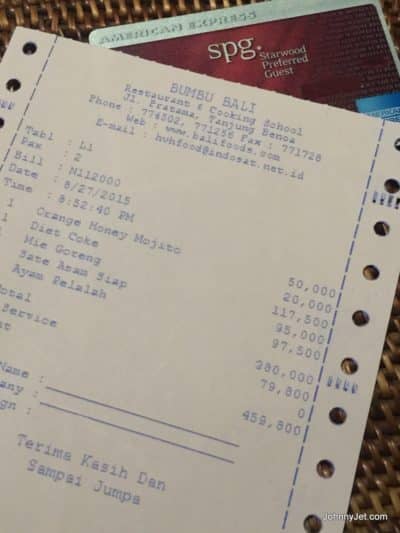 AMERICAN EXPRESS
spg.
Starwood
Preferred
Guest
BUMBU BALI
Restaurant & Cooking School
Jl. Pratama, Tanjung Benoa
Phone : 774502, 771256 Fax : 771728
Web : www.balifoods.com
E-mail : hvhfood@indosat.net.id
Tabl : L1
Pax : 2
Bill : N112000
Date : 8/27/2015
Time : 8:52:40 PM
1 Orange Honey Mojito 50,000
1 Diet Coke 20,000
Mie Goreng 117,500
Sate Asam Siap 95,000
Ayam Pelalah 97,500
otal 380,000
Service 79,800
nt 0
459,800
Name :
any :
gn :
Terima Kasih Dan
Sampai Jumpa
JohnnyJet.com